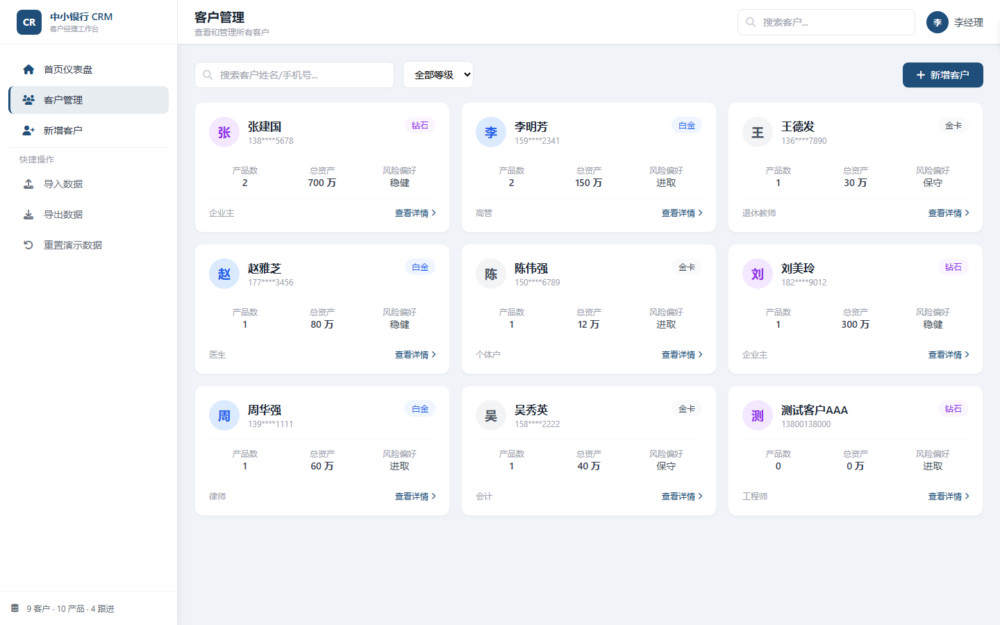 CR
中小银行 CRM
客户经理工作台
首页仪表盘
客户管理
新增客户
快捷操作
导入数据
导出数据
重置演示数据
9 客户 · 10 产品 · 4 跟进
客户管理
查看和管理所有客户
搜索客户...
李 李经理
搜索客户姓名/手机号...
全部等级
新增客户
张 张建国 钻石
138****5678
产品数 总资产 风险偏好
2 700 万 稳健
企业主 查看详情
李 李明芳 白金
159****2341
产品数 总资产 风险偏好
2 150 万 进取
高管 查看详情
王 王德发 金卡
136****7890
产品数 总资产 风险偏好
1 30 万 保守
退休教师 查看详情
赵 赵雅芝 白金
177****3456
产品数 总资产 风险偏好
1 80 万 稳健
医生 查看详情
陈 陈伟强 金卡
150****6789
产品数 总资产 风险偏好
1 12 万 进取
个体户 查看详情
刘 刘美玲 钻石
182****9012
产品数 总资产 风险偏好
1 300 万 稳健
企业主 查看详情
周 周华强 白金
139****1111
产品数 总资产 风险偏好
1 60 万 进取
律师 查看详情
吴 吴秀英 金卡
158****2222
产品数 总资产 风险偏好
1 40 万 保守
会计 查看详情
测 测试客户AAA 钻石
13800138000
产品数 总资产 风险偏好
0 0 万 进取
工程师 查看详情